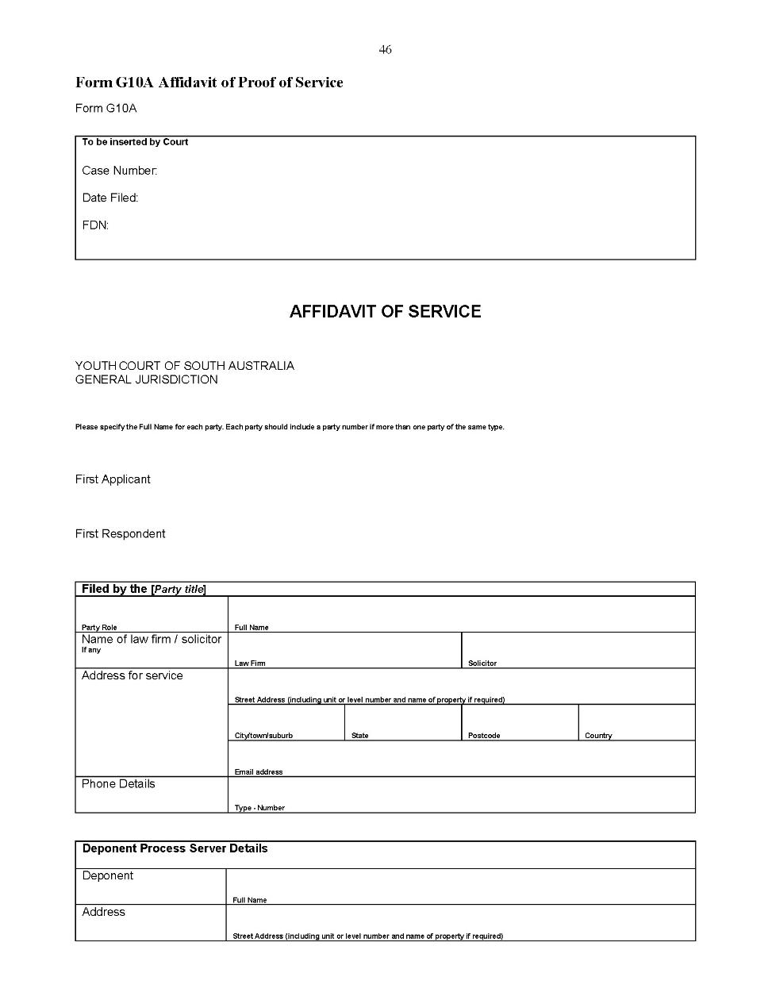 46
Form G10A Affidavit of Proof of Service
Form G10A
To be inserted by Court
Case Number:
Date Filed:
FDN:
AFFIDAVIT OF SERVICE
YOUTH COURT OF SOUTH AUSTRALIA
GENERAL JURISDICTION
Please specify the Full Name for each party. Each party should include a party number if more than one party of the same type.
First Applicant
First Respondent
Filed by the [Party title]
Party Role
Full Name
Name of law firm / solicitor
If any
Law Firm
Solicitor
Address for service
Street Address (including unit or level number and name of property if required)
City/town/suburb
State
Postcode
Country
Email address
Phone Details
Type - Number
Deponent Process Server Details
Deponent
Full Name
Address
Street Address (including unit or level number and name of property if required)